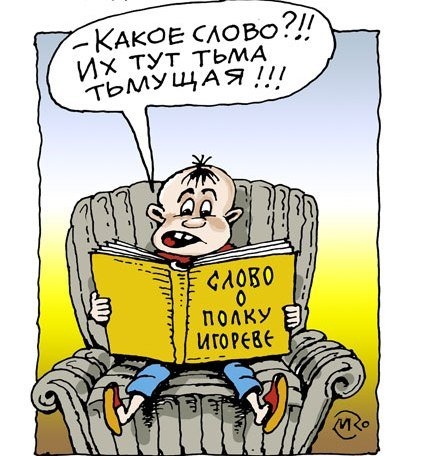 – КАКОЕ СЛОВО?!!
ИХ ТУТ ТЬМА
ТЬМУЩАЯ!!!
СЛОВО
О
ПОЛКУ
ИГОРЕВЕ